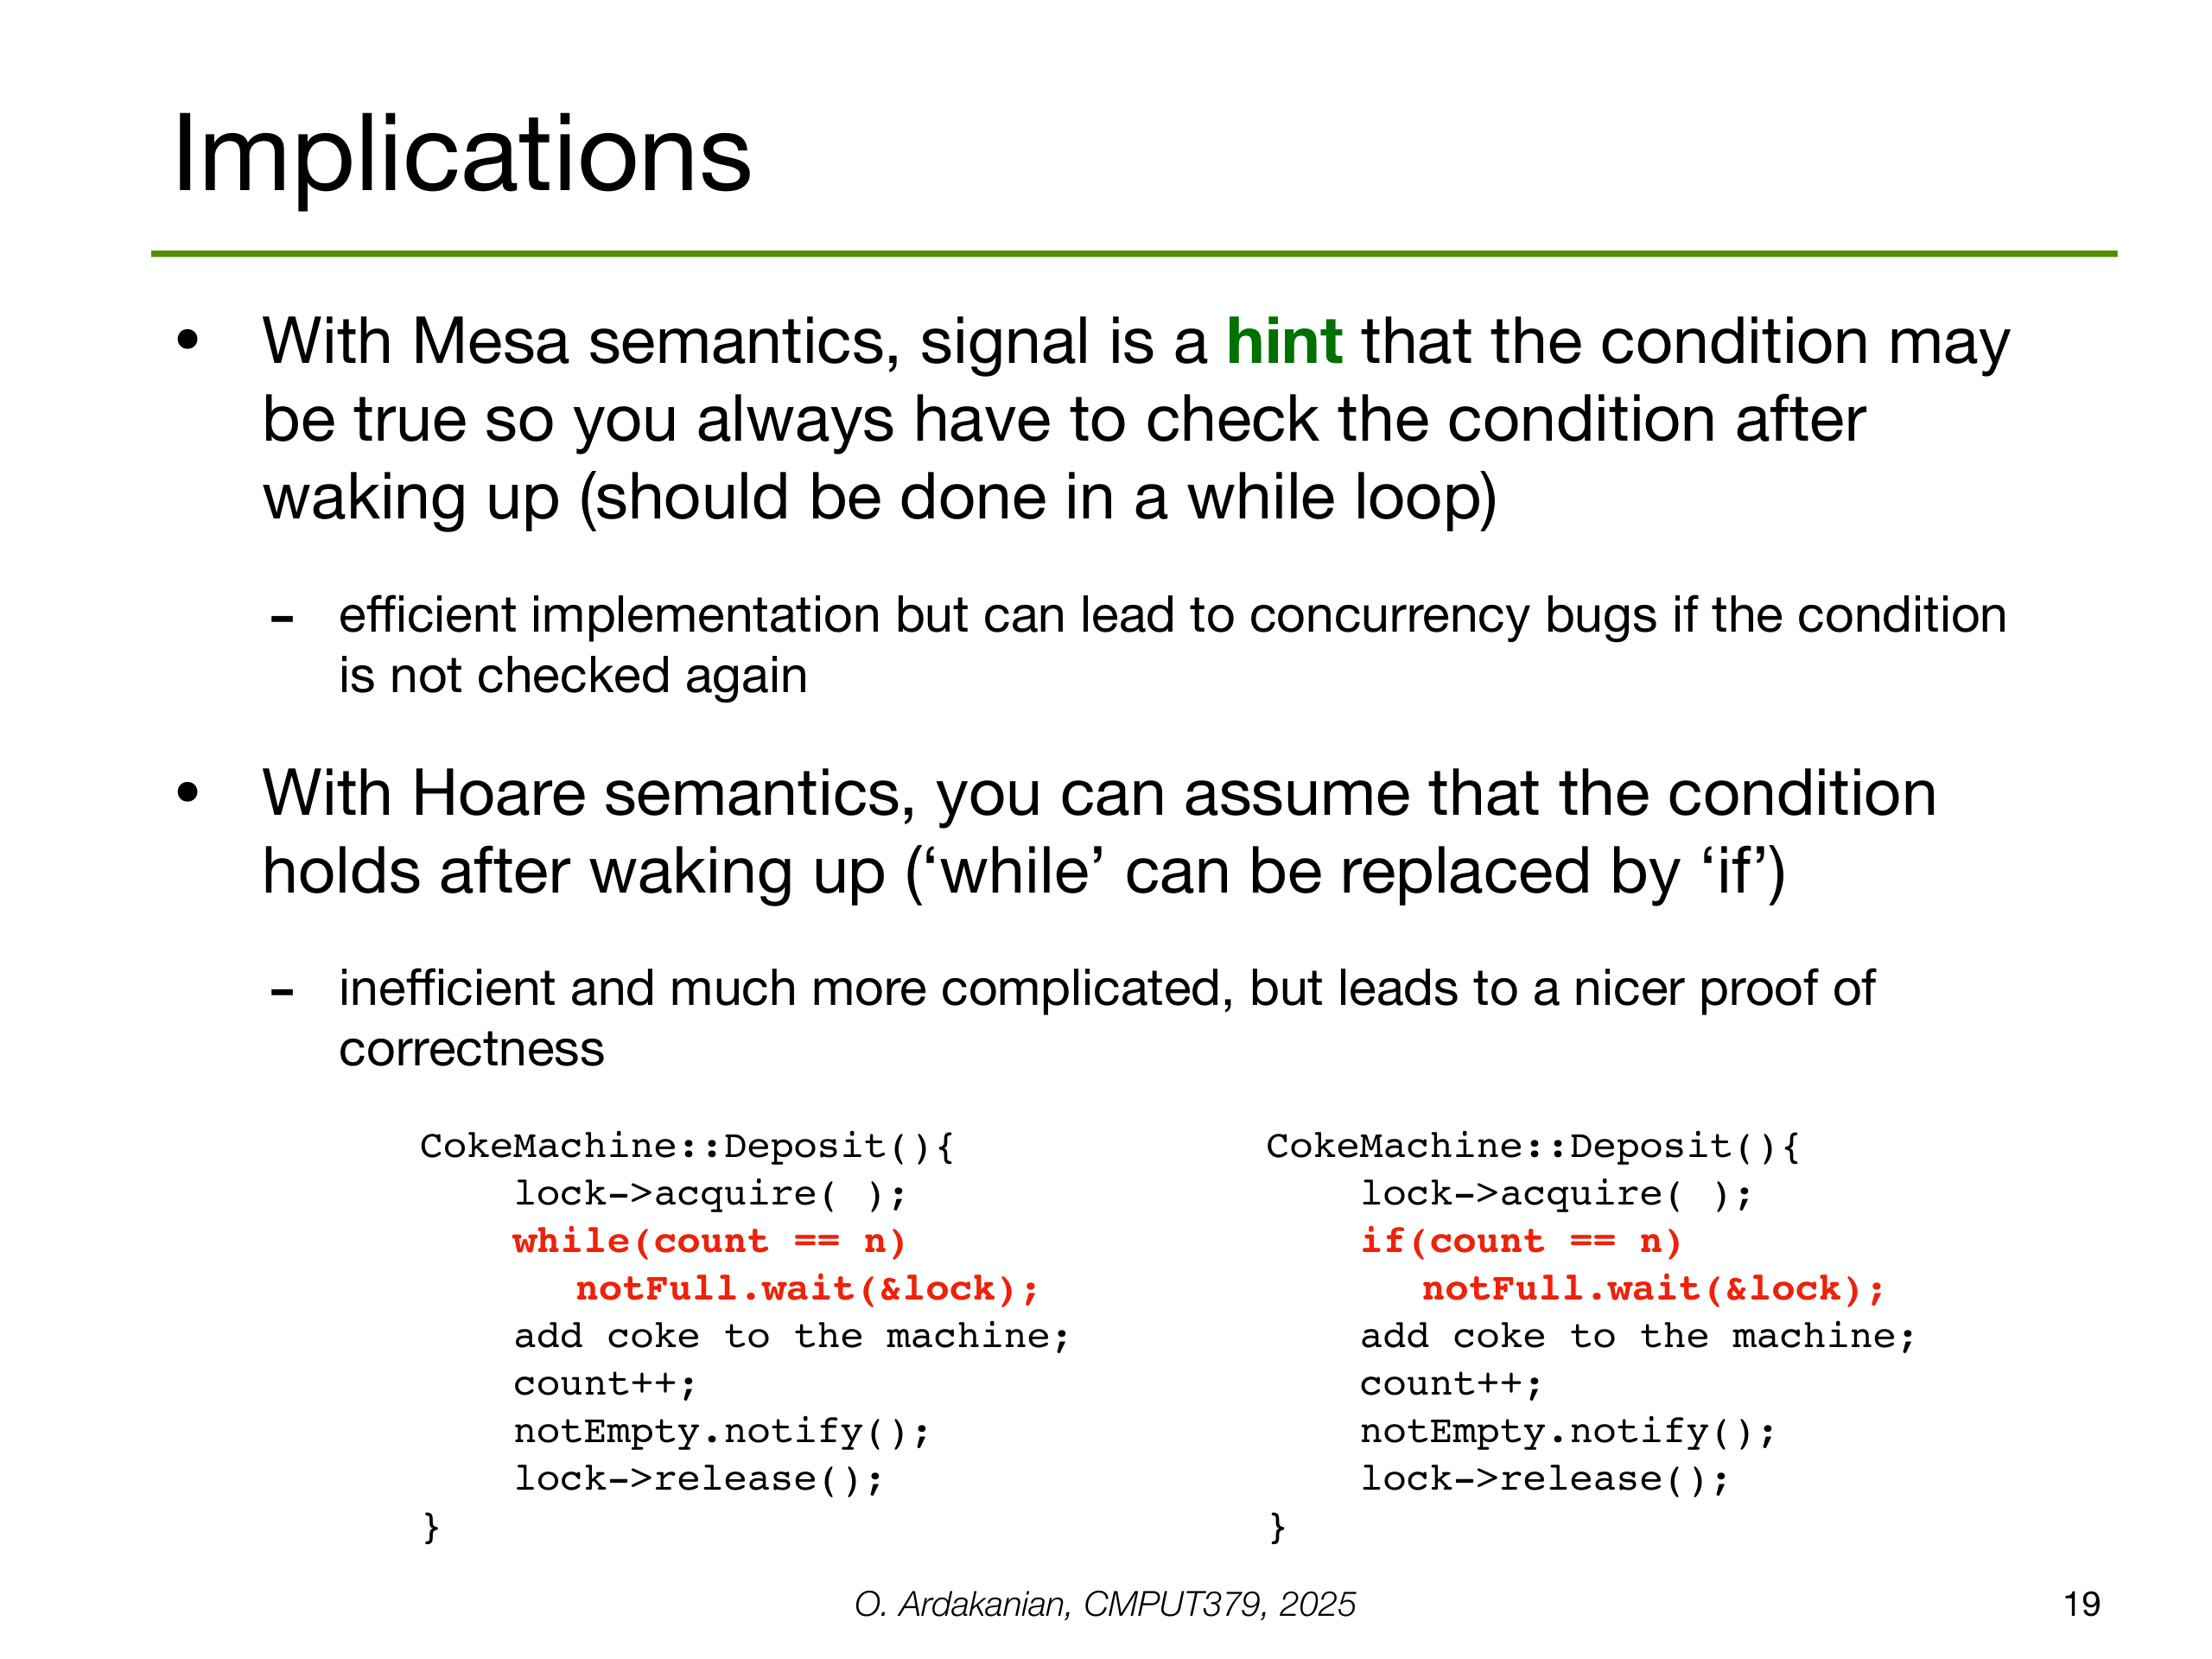 Implications
• With Mesa semantics, signal is a hint that the condition may
be true so you always have to check the condition after
waking up (should be done in a while loop)
- efficient implementation but can lead to concurrency bugs if the condition
is not checked again
• With Hoare semantics, you can assume that the condition
holds after waking up (‘while’ can be replaced by ‘if’)
- inefficient and much more complicated, but leads to a nicer proof of
correctness
CokeMachine::Deposit(){
lock->acquire( );
while(count == n)
notFull.wait(&lock);
add coke to the machine;
count++;
notEmpty.notify();
lock->release();
}
CokeMachine::Deposit(){
lock->acquire( );
if(count == n)
notFull.wait(&lock);
add coke to the machine;
count++;
notEmpty.notify();
lock->release();
}
O. Ardakanian, CMPUT379, 2025
19